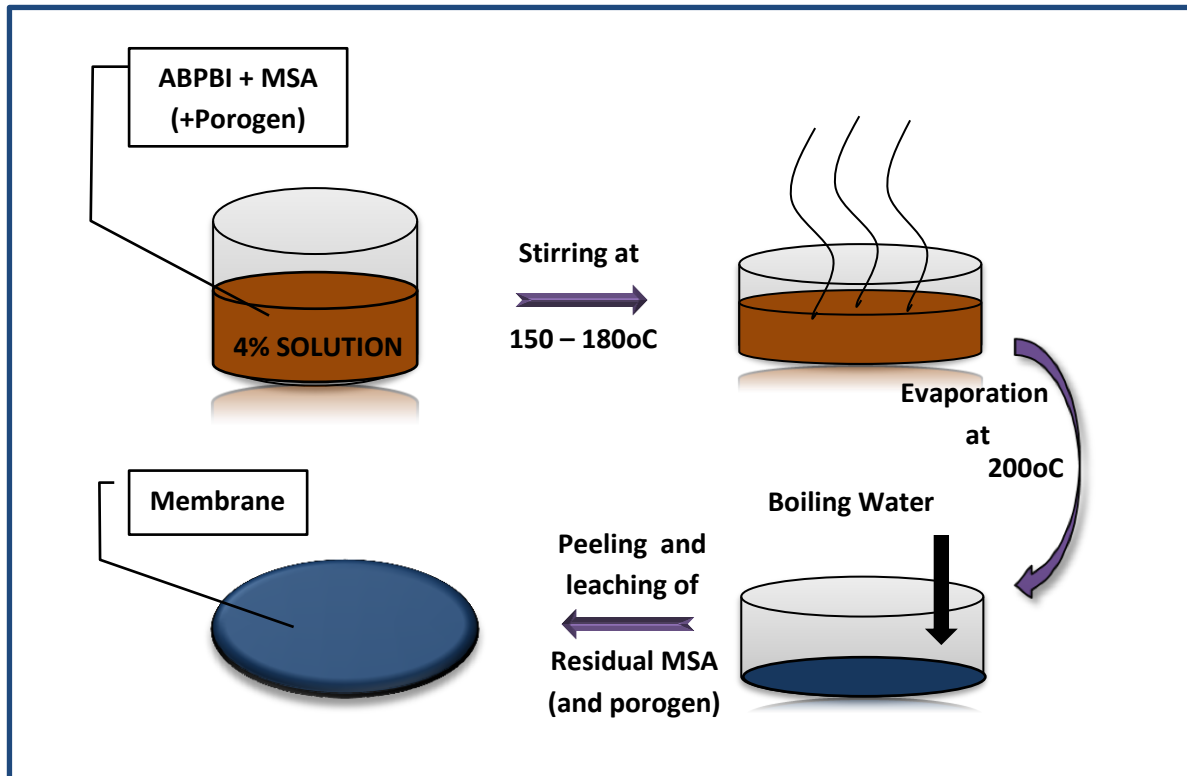 ABPBI + MSA
(+Porogen)
4% SOLUTION
Stirring at
150 – 180oC
Evaporation
at
200oC
Boiling Water
Peeling and
leaching of
Residual MSA
(and porogen)
Membrane